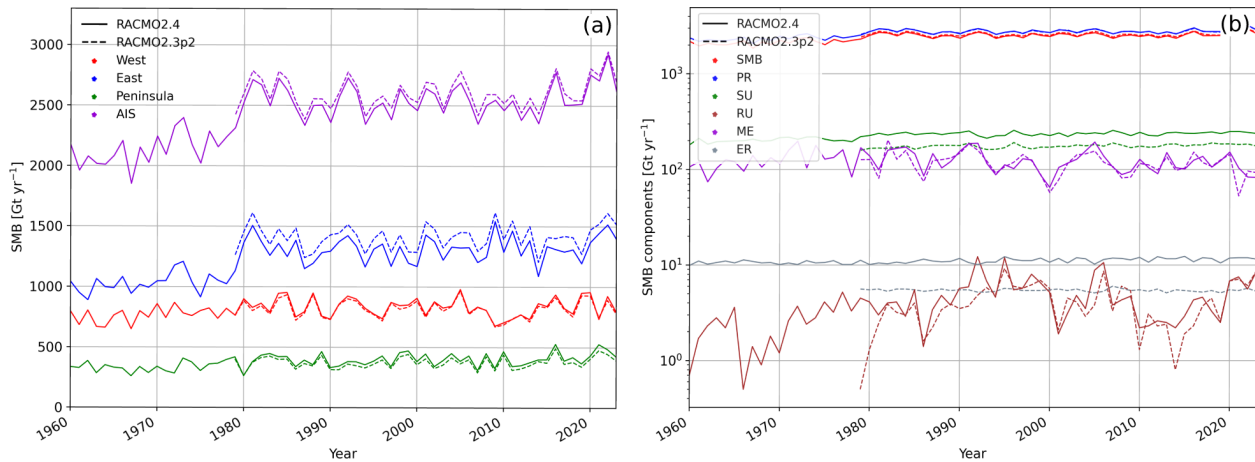 (a)
RACMO2.4
RACMO2.3p2
West
East
Peninsula
AIS
SMB [Gt yr⁻¹]
3000
2500
2000
1500
1000
500
0
1960
1970
1980
1990
2000
2010
2020
Year
(b)
RACMO2.4
RACMO2.3p2
SMB
PR
SU
RU
ME
ER
SMB components [Gt yr⁻¹]
10³
10²
10¹
10⁰
1960
1970
1980
1990
2000
2010
2020
Year